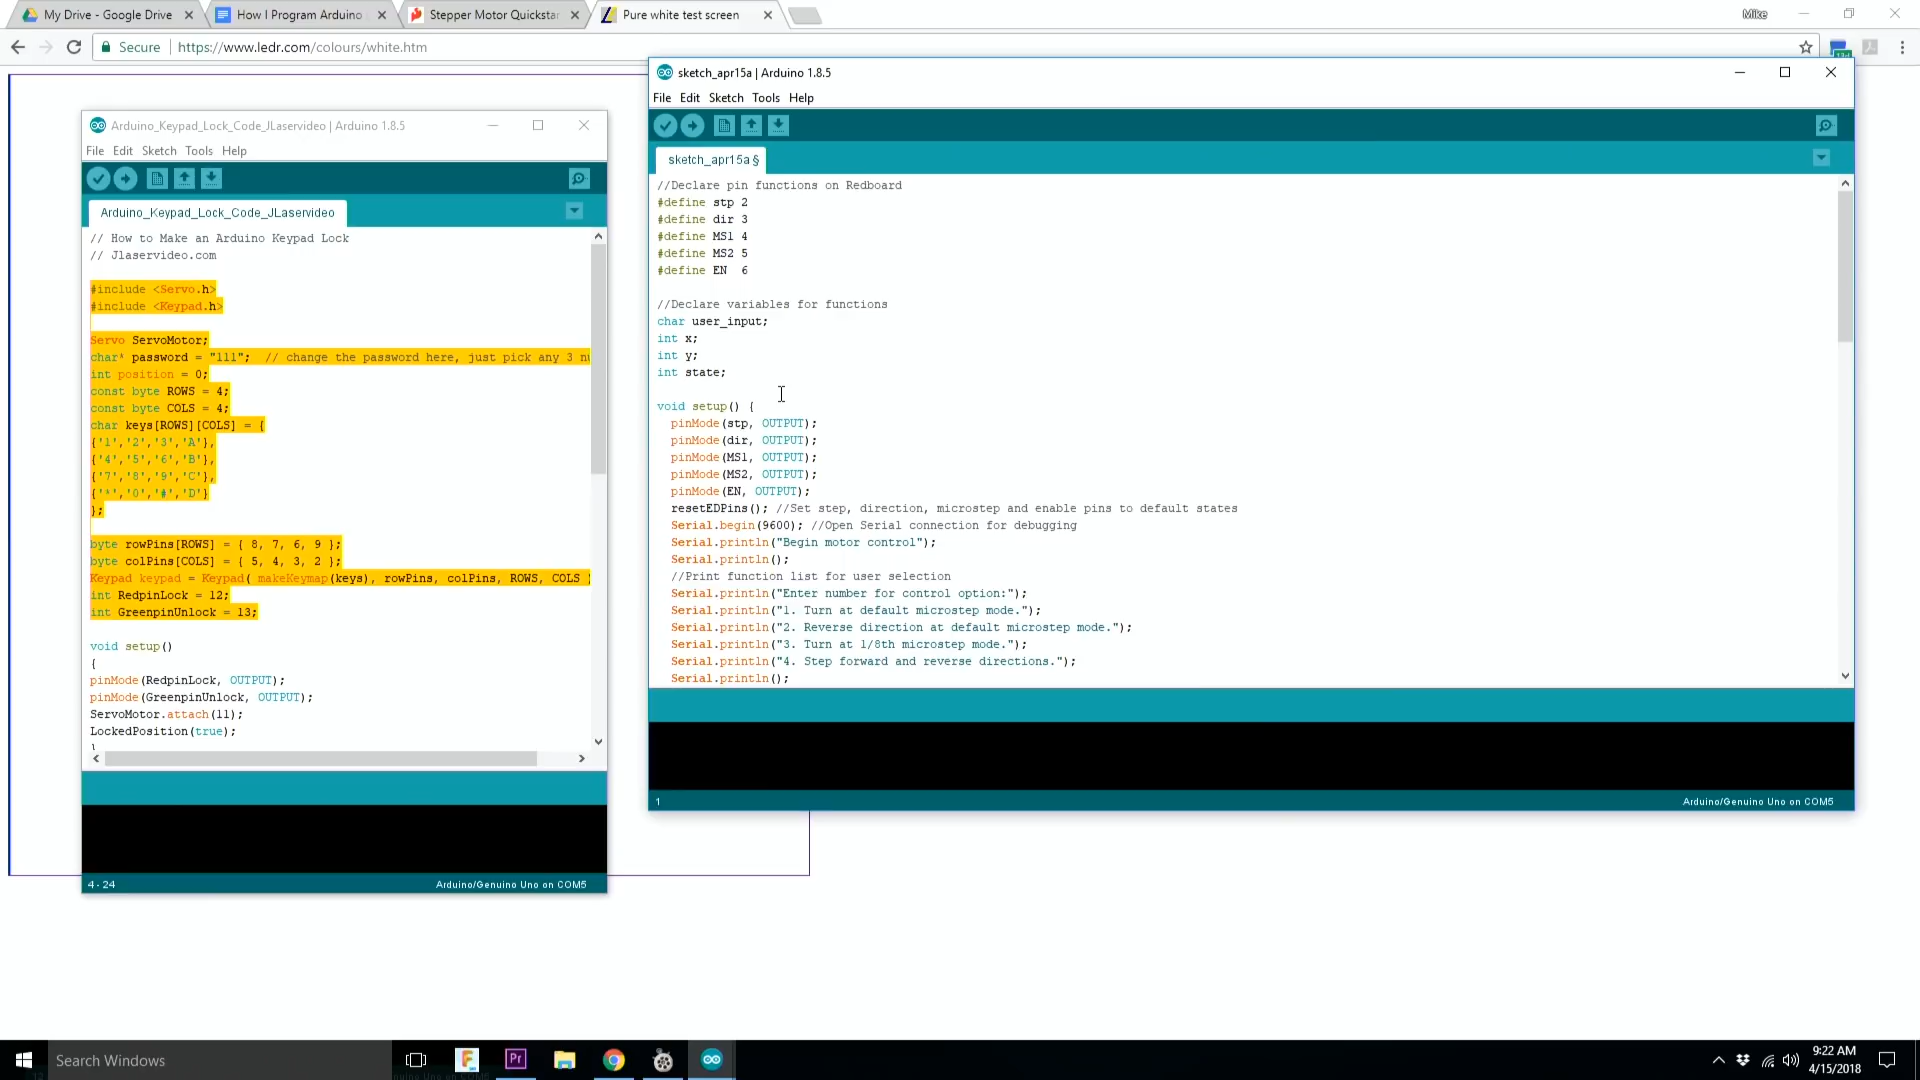 My Drive - Google Drive
How I Program Arduino
Stepper Motor Quickstar
Pure white test screen
Mike
Secure
https://www.ledr.com/colours/white.htm
Arduino_Keypad_Lock_Code_JLaservideo | Arduino 1.8.5
File Edit Sketch Tools Help
Arduino_Keypad_Lock_Code_JLaservideo
// How to Make an Arduino Keypad Lock
// Jlaservideo.com
#include <Servo.h>
#include <Keypad.h>
Servo ServoMotor;
char* password = "111";  // change the password here, just pick any 3 n
int position = 0;
const byte ROWS = 4;
const byte COLS = 4;
char keys[ROWS][COLS] = {
{'1','2','3','A'},
{'4','5','6','B'},
{'7','8','9','C'},
{'*','0','#','D'}
};
byte rowPins[ROWS] = { 8, 7, 6, 9 };
byte colPins[COLS] = { 5, 4, 3, 2 };
Keypad keypad = Keypad( makeKeymap(keys), rowPins, colPins, ROWS, COLS )
int RedpinLock = 12;
int GreenpinUnlock = 13;
void setup()
{
pinMode(RedpinLock, OUTPUT);
pinMode(GreenpinUnlock, OUTPUT);
ServoMotor.attach(11);
LockedPosition(true);
4 - 24
Arduino/Genuino Uno on COM5
sketch_apr15a | Arduino 1.8.5
File Edit Sketch Tools Help
sketch_apr15a §
//Declare pin functions on Redboard
#define stp 2
#define dir 3
#define MS1 4
#define MS2 5
#define EN  6
//Declare variables for functions
char user_input;
int x;
int y;
int state;
void setup() {
pinMode(stp, OUTPUT);
pinMode(dir, OUTPUT);
pinMode(MS1, OUTPUT);
pinMode(MS2, OUTPUT);
pinMode(EN, OUTPUT);
resetEDPins(); //Set step, direction, microstep and enable pins to default states
Serial.begin(9600); //Open Serial connection for debugging
Serial.println("Begin motor control");
Serial.println();
//Print function list for user selection
Serial.println("Enter number for control option:");
Serial.println("1. Turn at default microstep mode.");
Serial.println("2. Reverse direction at default microstep mode.");
Serial.println("3. Turn at 1/8th microstep mode.");
Serial.println("4. Step forward and reverse directions.");
Serial.println();
1
Arduino/Genuino Uno on COM5
Search Windows
Pr
9:22 AM
4/15/2018